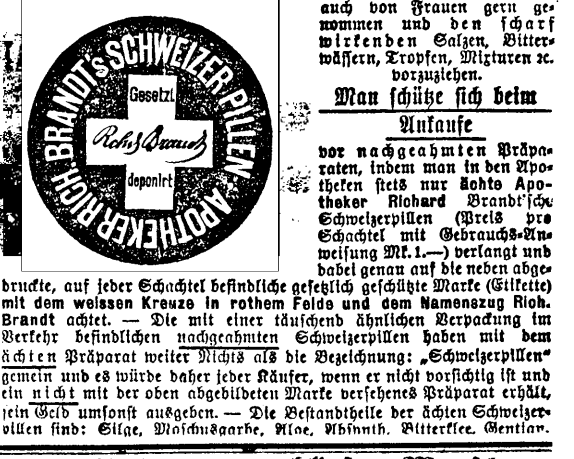 APOTHEKER RICH. BRANDT's SCHWEIZER PILLEN
Gesetzl.
Rchd Brandt
deponirt
auch von Frauen gern ge-
nommen und den scharf
wirkenden Salzen, Bitter-
wässern, Tropfen, Mixturen ꝛc.
vorzuziehen.
Man schütze sich beim
Ankaufe
vor nachgeahmten Präpa-
raten, indem man in den Apo-
theken stets nur ächte Apo-
theker Richard Brandt'sche
Schweizerpillen (Preis pro
Schachtel mit Gebrauchs-An-
weisung Mk. 1.—) verlangt und
dabei genau auf die neben abge-
druckte, auf jeder Schachtel befindliche gesetzlich geschützte Marke (Etikette)
mit dem weissen Kreuze in rothem Felde und dem Namenszug Rich.
Brandt achtet. — Die mit einer täuschend ähnlichen Verpackung im
Verkehr befindlichen nachgeahmten Schweizerpillen haben mit dem
ächten Präparat weiter Nichts als die Bezeichnung: „Schweizerpillen"
gemein und es würde daher jeder Käufer, wenn er nicht vorsichtig ist und
ein nicht mit der oben abgebildeten Marke versehenes Präparat erhält,
sein Geld umsonst ausgeben. — Die Bestandtheile der ächten Schweizer-
pillen sind: Silge, Moschusgarbe, Aloe, Absynth, Bitterklee, Gentian.